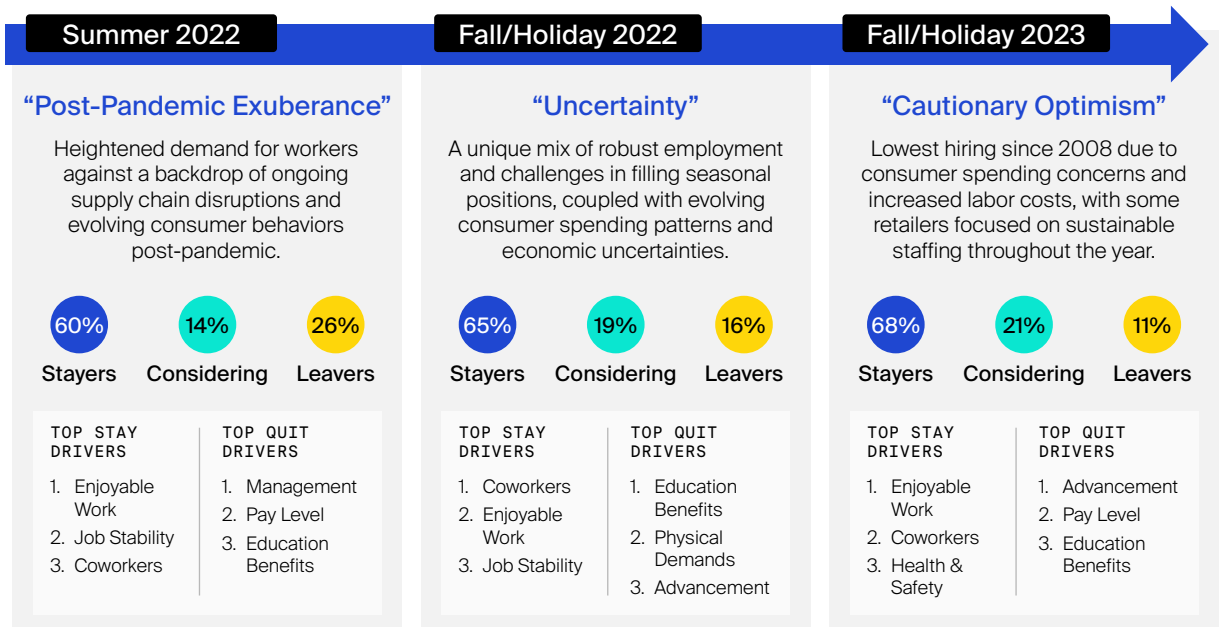 Summer 2022
Fall/Holiday 2022
Fall/Holiday 2023
“Post-Pandemic Exuberance”
Heightened demand for workers
against a backdrop of ongoing
supply chain disruptions and
evolving consumer behaviors
post-pandemic.
60%
14%
26%
Stayers
Considering
Leavers
TOP STAY
DRIVERS
1. Enjoyable
Work
2. Job Stability
3. Coworkers
TOP QUIT
DRIVERS
1. Management
2. Pay Level
3. Education
Benefits
“Uncertainty”
A unique mix of robust employment
and challenges in filling seasonal
positions, coupled with evolving
consumer spending patterns and
economic uncertainties.
65%
19%
16%
Stayers
Considering
Leavers
TOP STAY
DRIVERS
1. Coworkers
2. Enjoyable
Work
3. Job Stability
TOP QUIT
DRIVERS
1. Education
Benefits
2. Physical
Demands
3. Advancement
“Cautionary Optimism”
Lowest hiring since 2008 due to
consumer spending concerns and
increased labor costs, with some
retailers focused on sustainable
staffing throughout the year.
68%
21%
11%
Stayers
Considering
Leavers
TOP STAY
DRIVERS
1. Enjoyable
Work
2. Coworkers
3. Health &
Safety
TOP QUIT
DRIVERS
1. Advancement
2. Pay Level
3. Education
Benefits